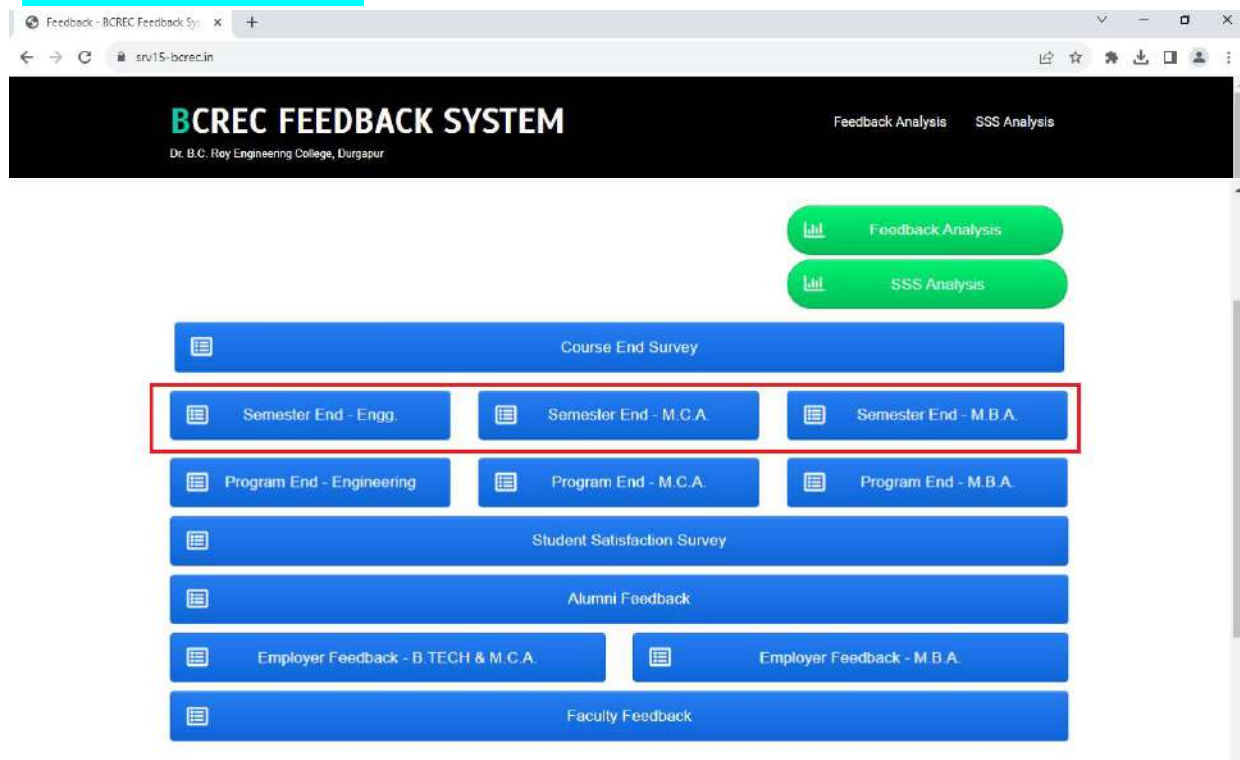 Feedback - BCREC Feedback Sys
srv15-bcrec.in
BCREC FEEDBACK SYSTEM
Dr. B.C. Roy Engineering College, Durgapur
Feedback Analysis SSS Analysis
Feedback Analysis
SSS Analysis
Course End Survey
Semester End - Engg. Semester End - M.C.A. Semester End - M.B.A.
Program End - Engineering Program End - M.C.A. Program End - M.B.A.
Student Satisfaction Survey
Alumni Feedback
Employer Feedback - B.TECH & M.C.A. Employer Feedback - M.B.A.
Faculty Feedback